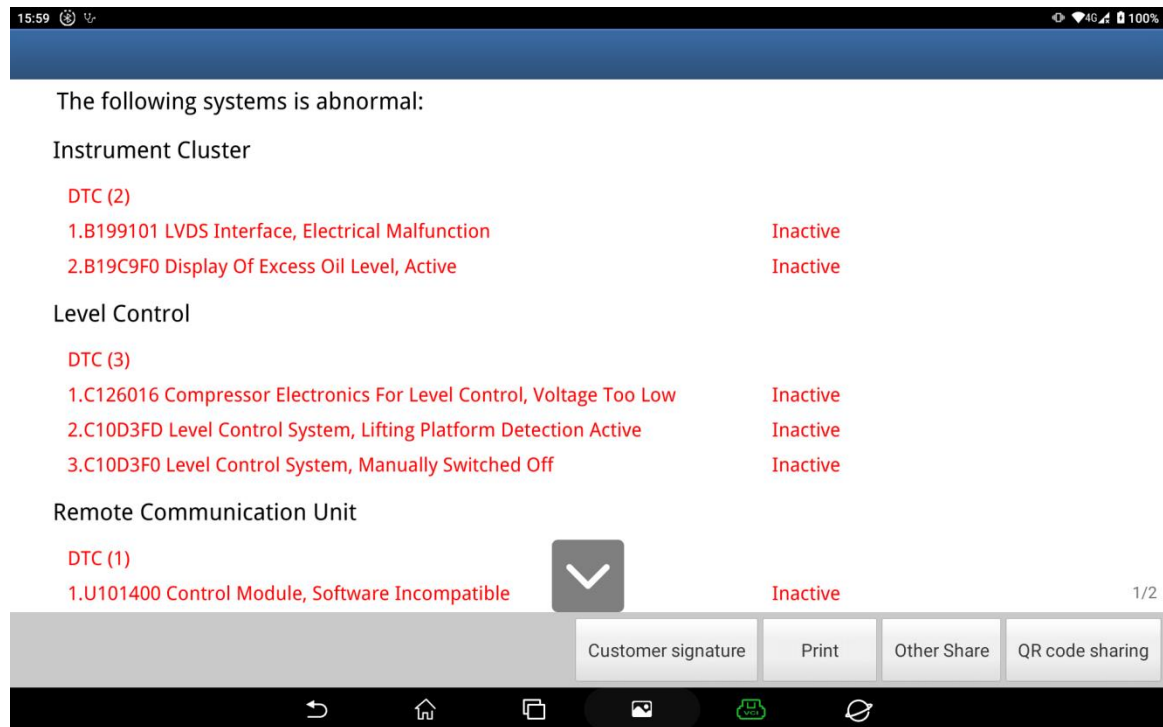 15:59
4G 100%
The following systems is abnormal:
Instrument Cluster
DTC (2)
1.B199101 LVDS Interface, Electrical Malfunction Inactive
2.B19C9F0 Display Of Excess Oil Level, Active Inactive
Level Control
DTC (3)
1.C126016 Compressor Electronics For Level Control, Voltage Too Low Inactive
2.C10D3FD Level Control System, Lifting Platform Detection Active Inactive
3.C10D3F0 Level Control System, Manually Switched Off Inactive
Remote Communication Unit
DTC (1)
1.U101400 Control Module, Software Incompatible Inactive
1/2
Customer signature Print Other Share QR code sharing
VCI